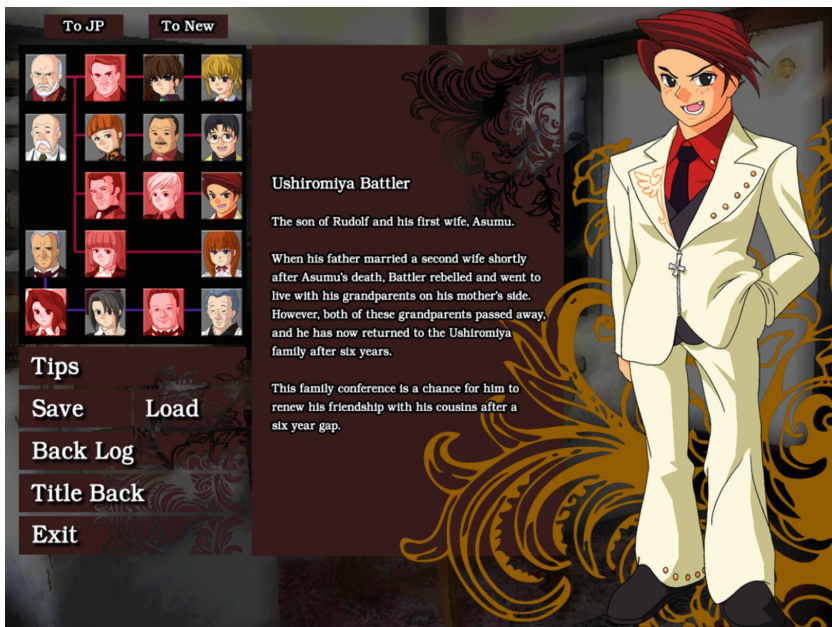 To JP
To New
Ushiromiya Battler
The son of Rudolf and his first wife, Asumu.
When his father married a second wife shortly
after Asumu's death, Battler rebelled and went to
live with his grandparents on his mother's side.
However, both of these grandparents passed away,
and he has now returned to the Ushiromiya
family after six years.
This family conference is a chance for him to
renew his friendship with his cousins after a
six year gap.
Tips
Save
Load
Back Log
Title Back
Exit